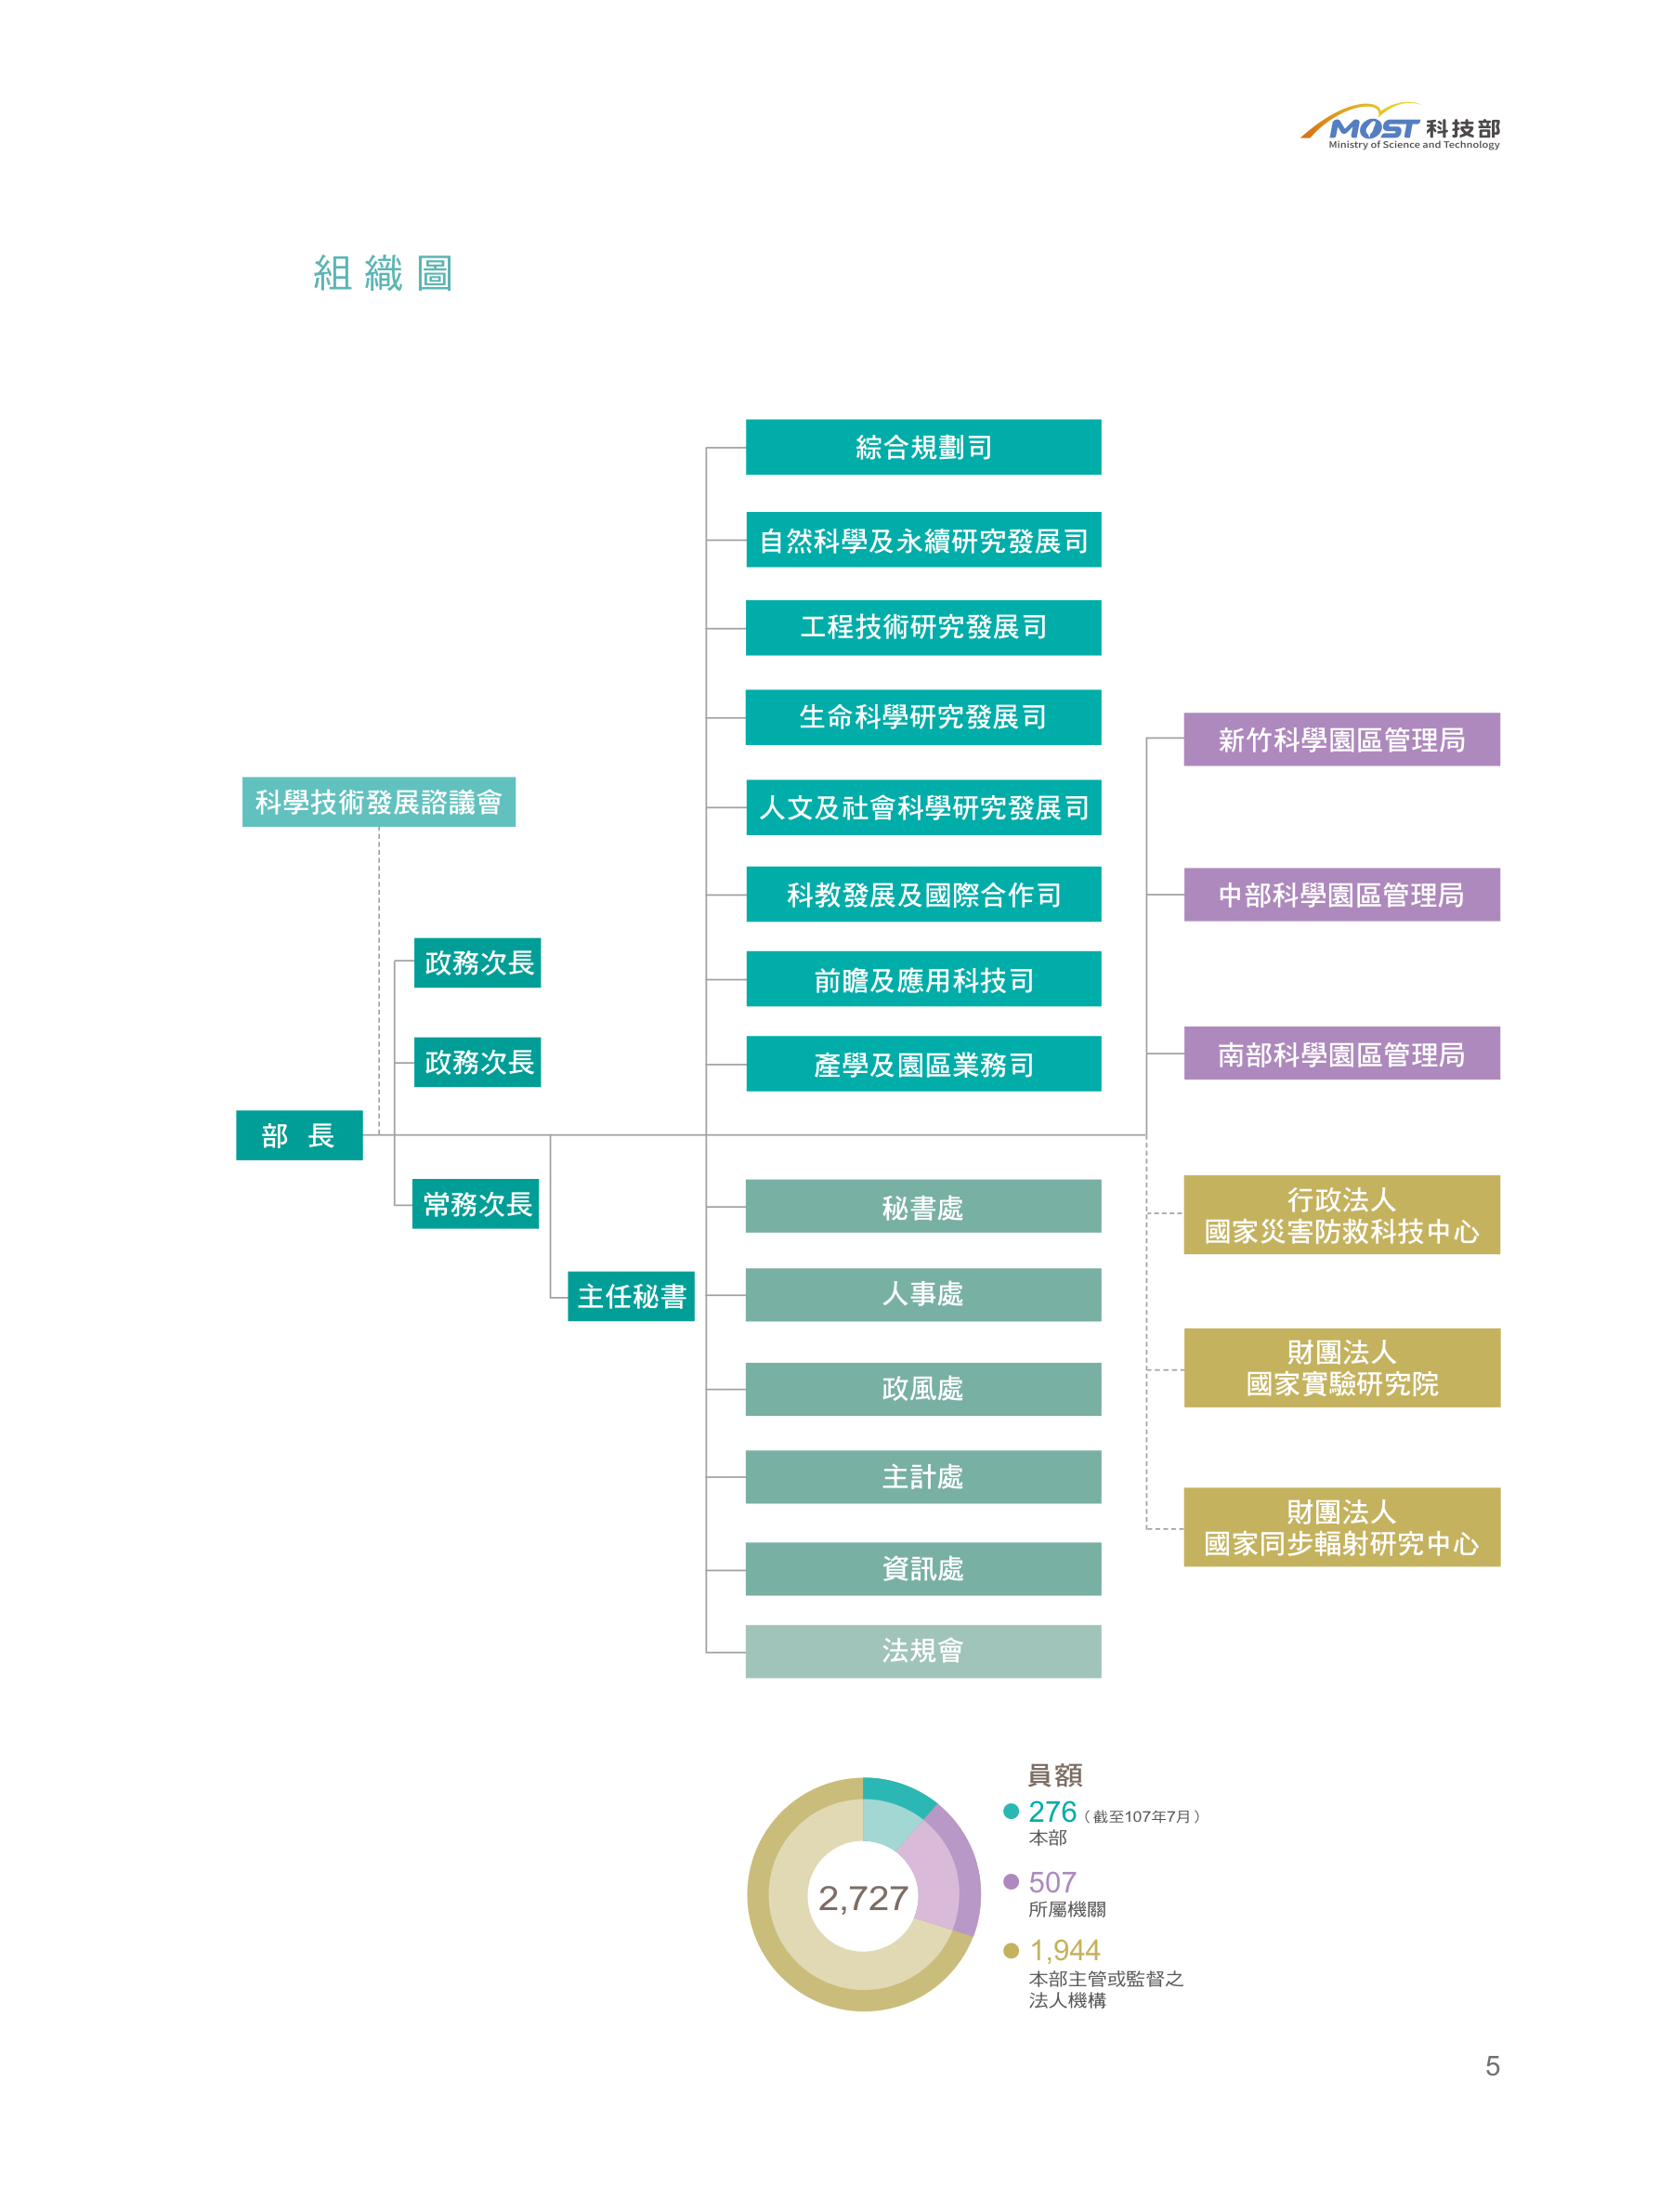 MOST 科技部
Ministry of Science and Technology
組織圖
綜合規劃司
自然科學及永續研究發展司
工程技術研究發展司
生命科學研究發展司
人文及社會科學研究發展司
科教發展及國際合作司
前瞻及應用科技司
產學及園區業務司
新竹科學園區管理局
中部科學園區管理局
南部科學園區管理局
科學技術發展諮議會
政務次長
政務次長
部 長
常務次長
主任秘書
秘書處
人事處
政風處
主計處
資訊處
法規會
行政法人
國家災害防救科技中心
財團法人
國家實驗研究院
財團法人
國家同步輻射研究中心
2,727
員額
276（截至107年7月）
本部
507
所屬機關
1,944
本部主管或監督之
法人機構
5